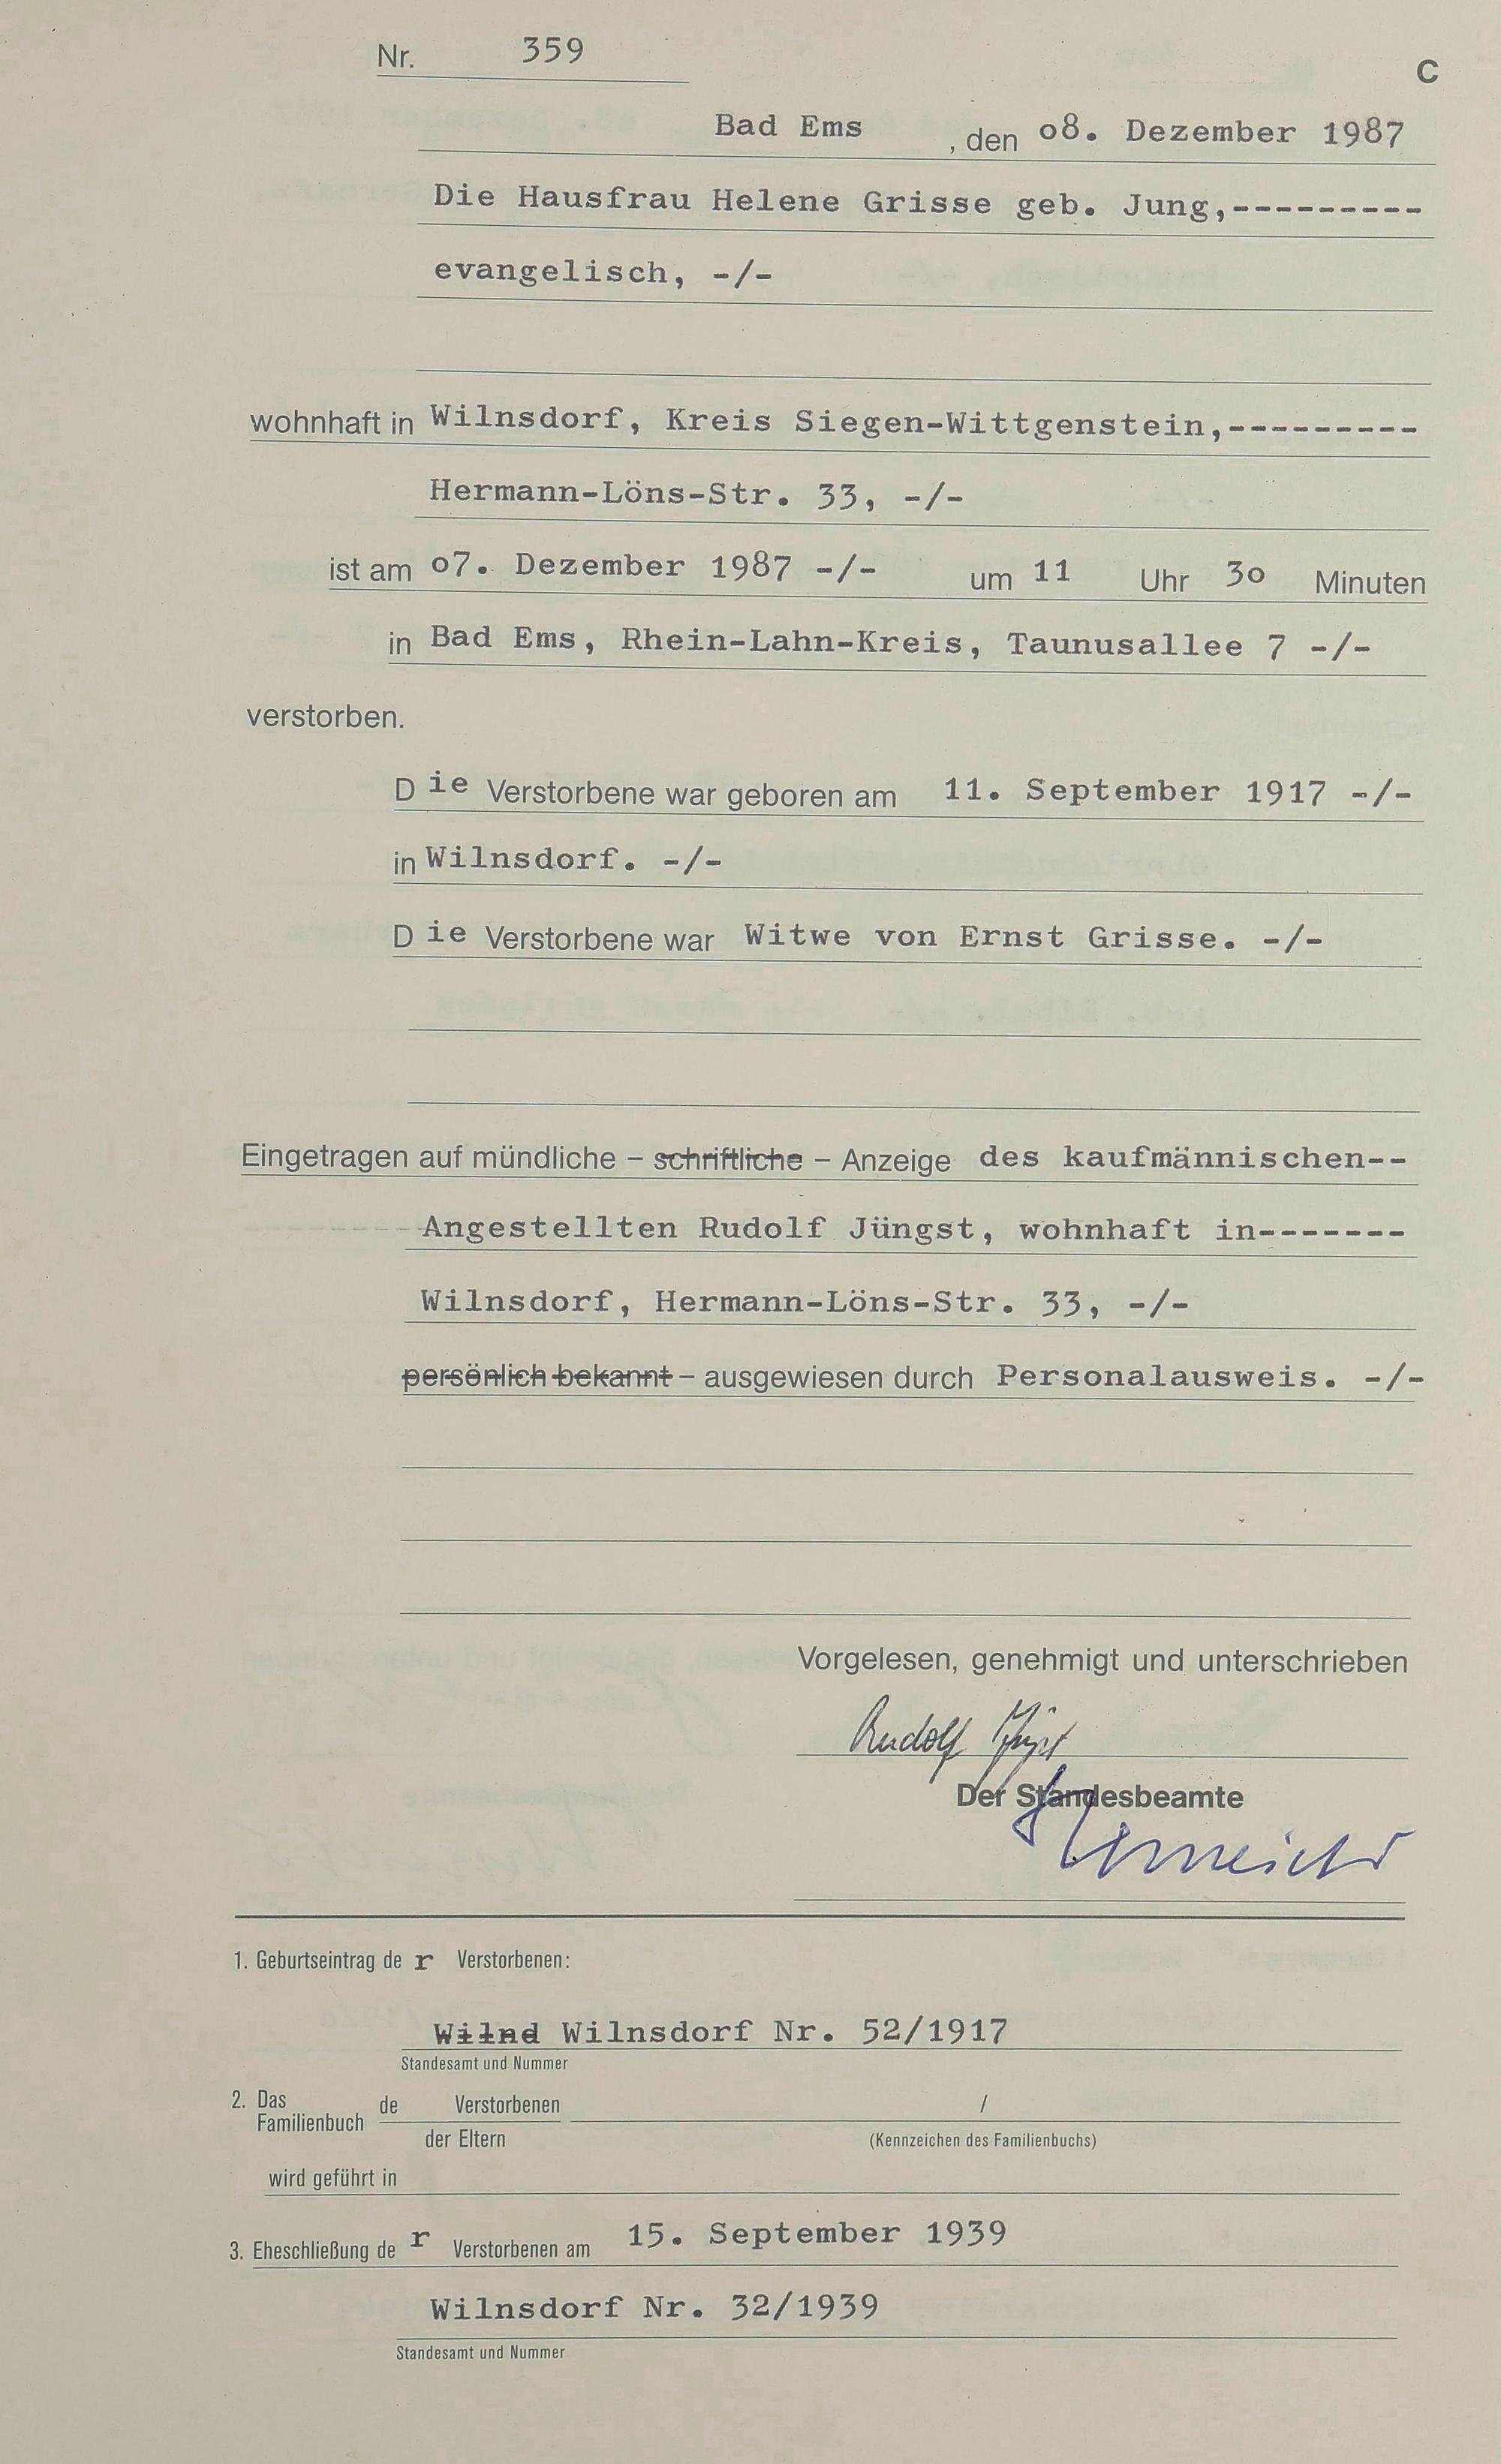 Nr. 359
C
Bad Ems , den o8. Dezember 1987
Die Hausfrau Helene Grisse geb. Jung,---------
evangelisch, -/-
wohnhaft in Wilnsdorf, Kreis Siegen-Wittgenstein,---------
Hermann-Löns-Str. 33, -/-
ist am o7. Dezember 1987 -/- um 11 Uhr 3o Minuten
in Bad Ems, Rhein-Lahn-Kreis, Taunusallee 7 -/-
verstorben.
D ie Verstorbene war geboren am 11. September 1917 -/-
in Wilnsdorf. -/-
D ie Verstorbene war Witwe von Ernst Grisse. -/-
Eingetragen auf mündliche – schriftliche – Anzeige des kaufmännischen--
Angestellten Rudolf Jüngst, wohnhaft in-------
Wilnsdorf, Hermann-Löns-Str. 33, -/-
persönlich bekannt – ausgewiesen durch Personalausweis. -/-
Vorgelesen, genehmigt und unterschrieben
Rudolf Jüngst
Der Standesbeamte
1. Geburtseintrag de r Verstorbenen:
Wilnd Wilnsdorf Nr. 52/1917
Standesamt und Nummer
2. Das Familienbuch de Verstorbenen /
der Eltern (Kennzeichen des Familienbuchs)
wird geführt in
3. Eheschließung de r Verstorbenen am 15. September 1939
Wilnsdorf Nr. 32/1939
Standesamt und Nummer